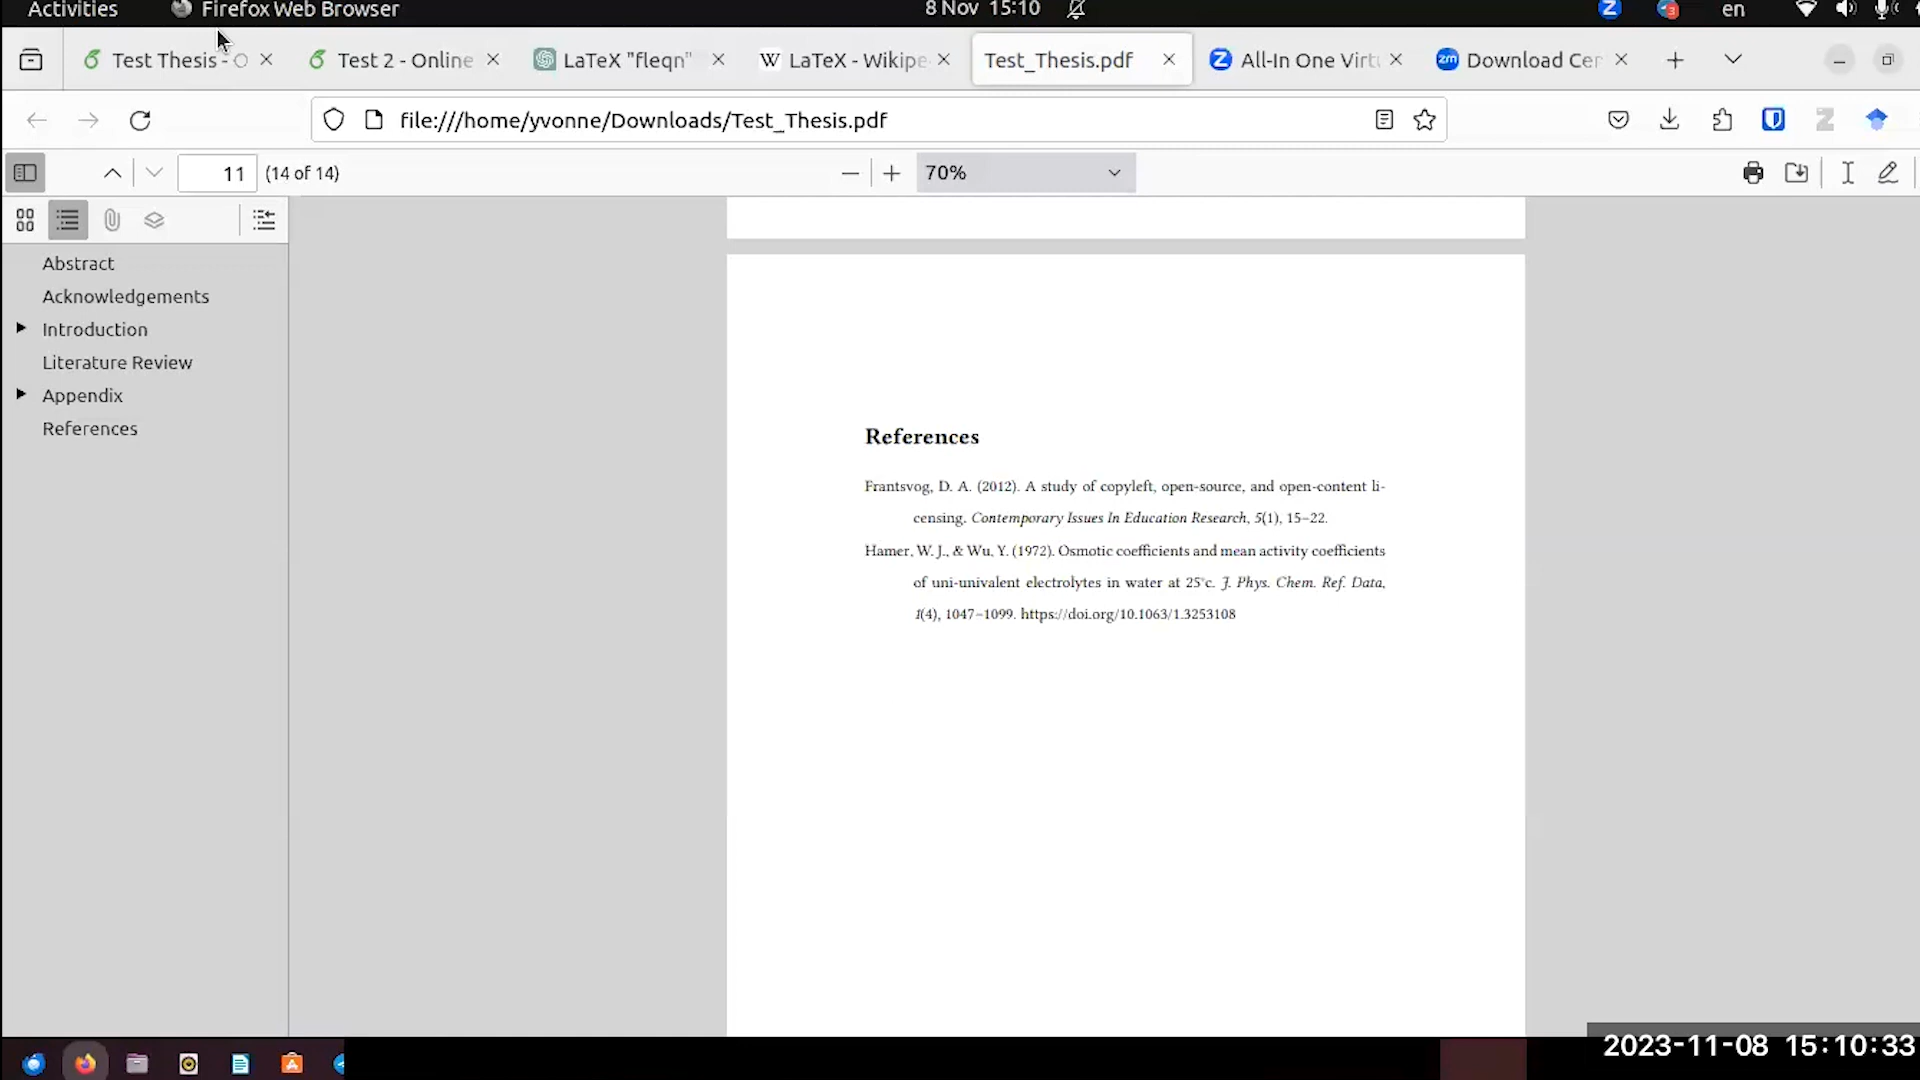 Activities Firefox Web Browser 8 Nov 15:10 3 en
Test Thesis - O Test 2 - Online LaTeX "fleqn" W LaTeX - Wikipe Test_Thesis.pdf Z All-In One Virtu zm Download Cer
file:///home/yvonne/Downloads/Test_Thesis.pdf
11 (14 of 14) 70%
Abstract
Acknowledgements
Introduction
Literature Review
Appendix
References
References
Frantsvog, D. A. (2012). A study of copyleft, open-source, and open-content li-
censing. Contemporary Issues In Education Research, 5(1), 15–22.
Hamer, W. J., & Wu, Y. (1972). Osmotic coefficients and mean activity coefficients
of uni-univalent electrolytes in water at 25°c. J. Phys. Chem. Ref. Data,
1(4), 1047–1099. https://doi.org/10.1063/1.3253108
2023-11-08 15:10:33